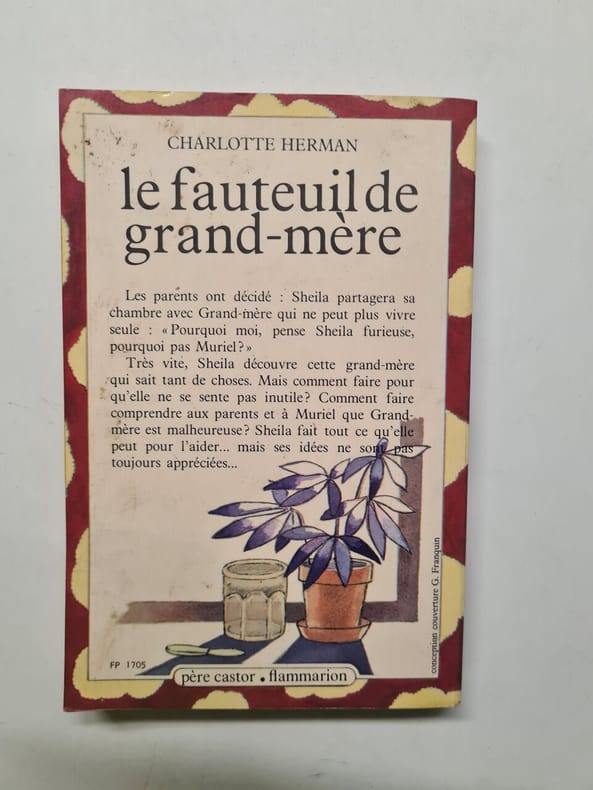 CHARLOTTE HERMAN
le fauteuil de
grand-mère
Les parents ont décidé : Sheila partagera sa
chambre avec Grand-mère qui ne peut plus vivre
seule : « Pourquoi moi, pense Sheila furieuse,
pourquoi pas Muriel ? »
Très vite, Sheila découvre cette grand-mère
qui sait tant de choses. Mais comment faire pour
qu'elle ne se sente pas inutile ? Comment faire
comprendre aux parents et à Muriel que Grand-
mère est malheureuse ? Sheila fait tout ce qu'elle
peut pour l'aider... mais ses idées ne sont pas
toujours appréciées...
conception couverture G. Franquin
FP 1705
père castor • flammarion